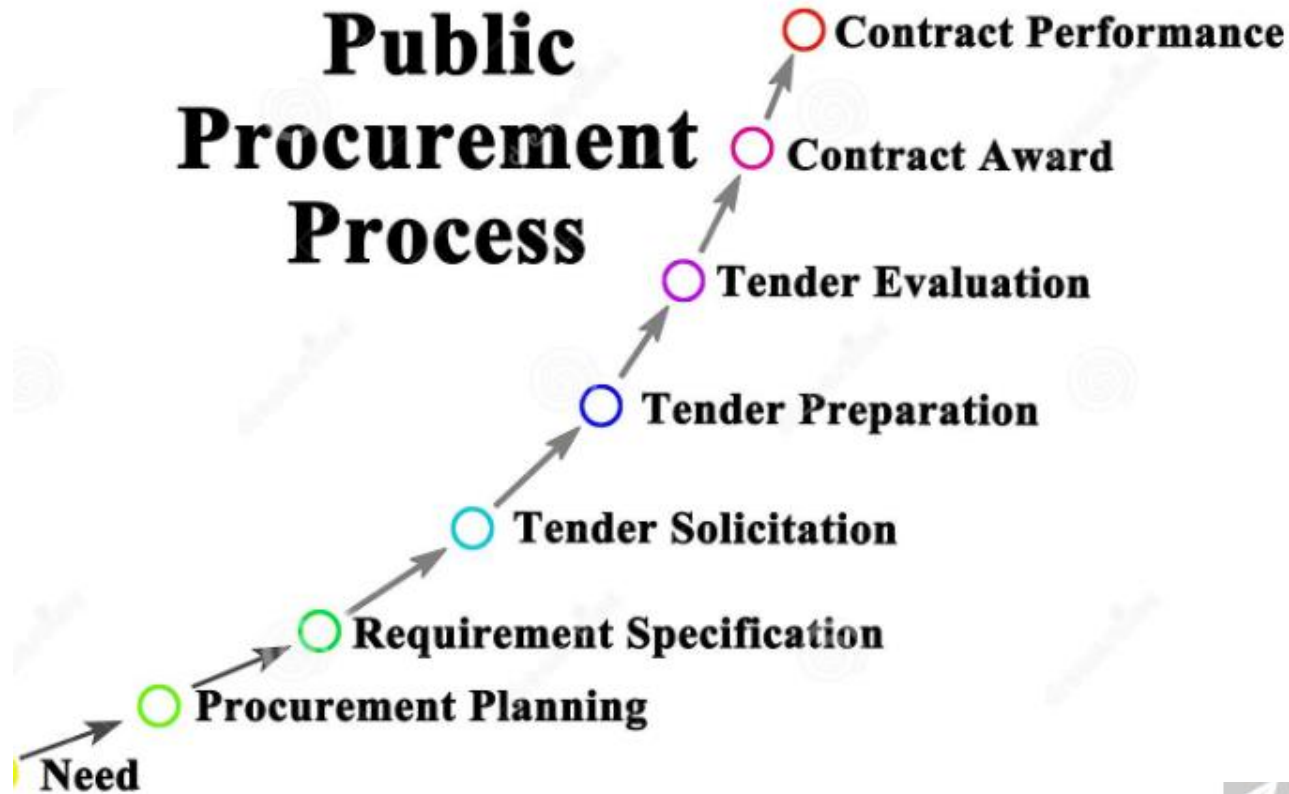 Public
Procurement
Process
Contract Performance
Contract Award
Tender Evaluation
Tender Preparation
Tender Solicitation
Requirement Specification
Procurement Planning
Need